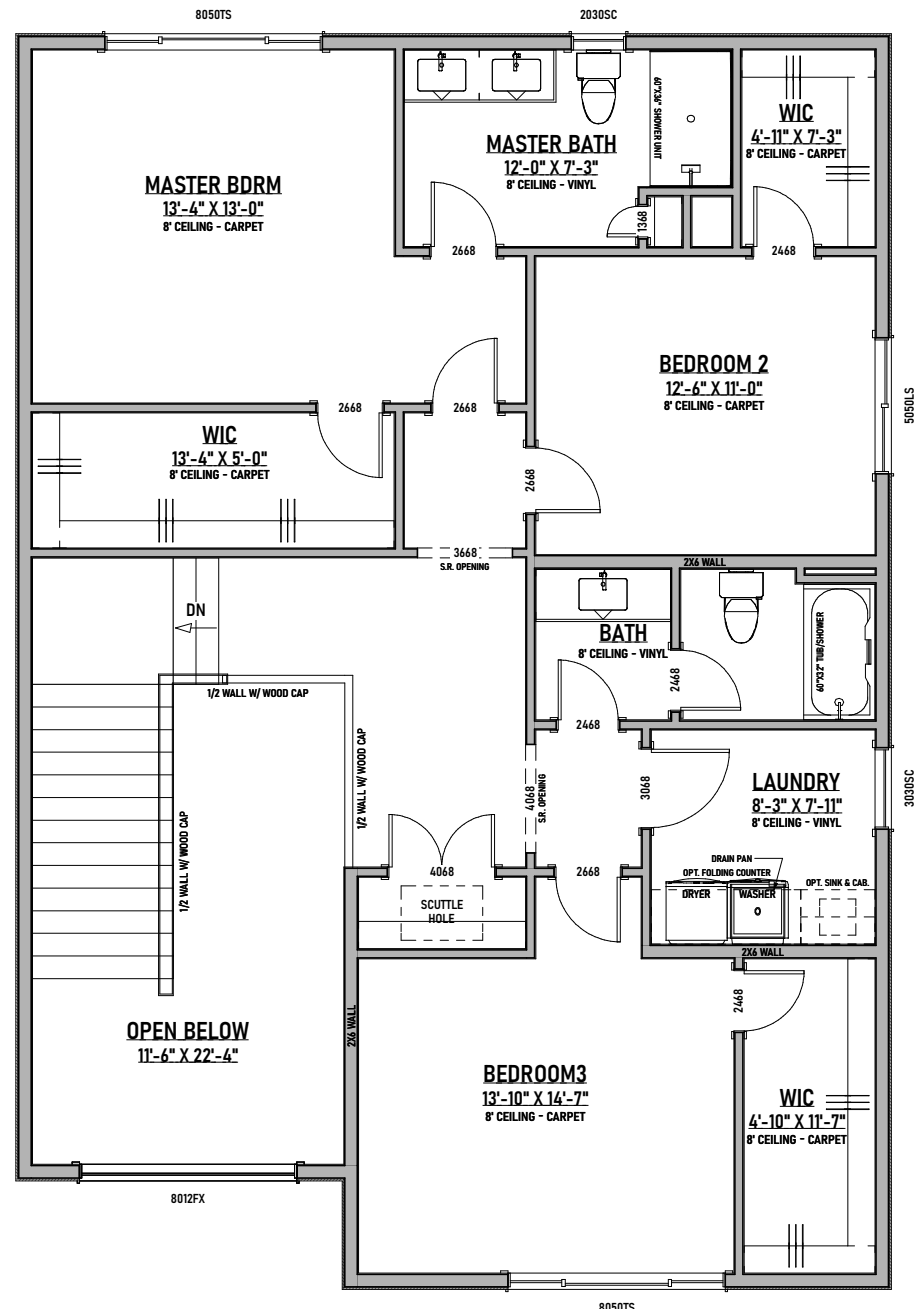 8050TS
2030SC
MASTER BDRM
13'-4" X 13'-0"
8' CEILING - CARPET
MASTER BATH
12'-0" X 7'-3"
8' CEILING - VINYL
60"X36" SHOWER UNIT
WIC
4'-11" X 7'-3"
8' CEILING - CARPET
1368
2668
2468
BEDROOM 2
12'-6" X 11'-0"
8' CEILING - CARPET
5050LS
2668
2668
WIC
13'-4" X 5'-0"
8' CEILING - CARPET
2668
3668
S.R. OPENING
2X6 WALL
DN
BATH
8' CEILING - VINYL
60"X32" TUB/SHOWER
2468
1/2 WALL W/ WOOD CAP
1/2 WALL W/ WOOD CAP
1/2 WALL W/ WOOD CAP
2468
4068
S.R. OPENING
3068
LAUNDRY
8'-3" X 7'-11"
8' CEILING - VINYL
3030SC
DRAIN PAN
OPT. FOLDING COUNTER
OPT. SINK & CAB.
DRYER
WASHER
4068
2668
SCUTTLE
HOLE
2X6 WALL
2468
2X6 WALL
OPEN BELOW
11'-6" X 22'-4"
BEDROOM3
13'-10" X 14'-7"
8' CEILING - CARPET
WIC
4'-10" X 11'-7"
8' CEILING - CARPET
8012FX
8050TS